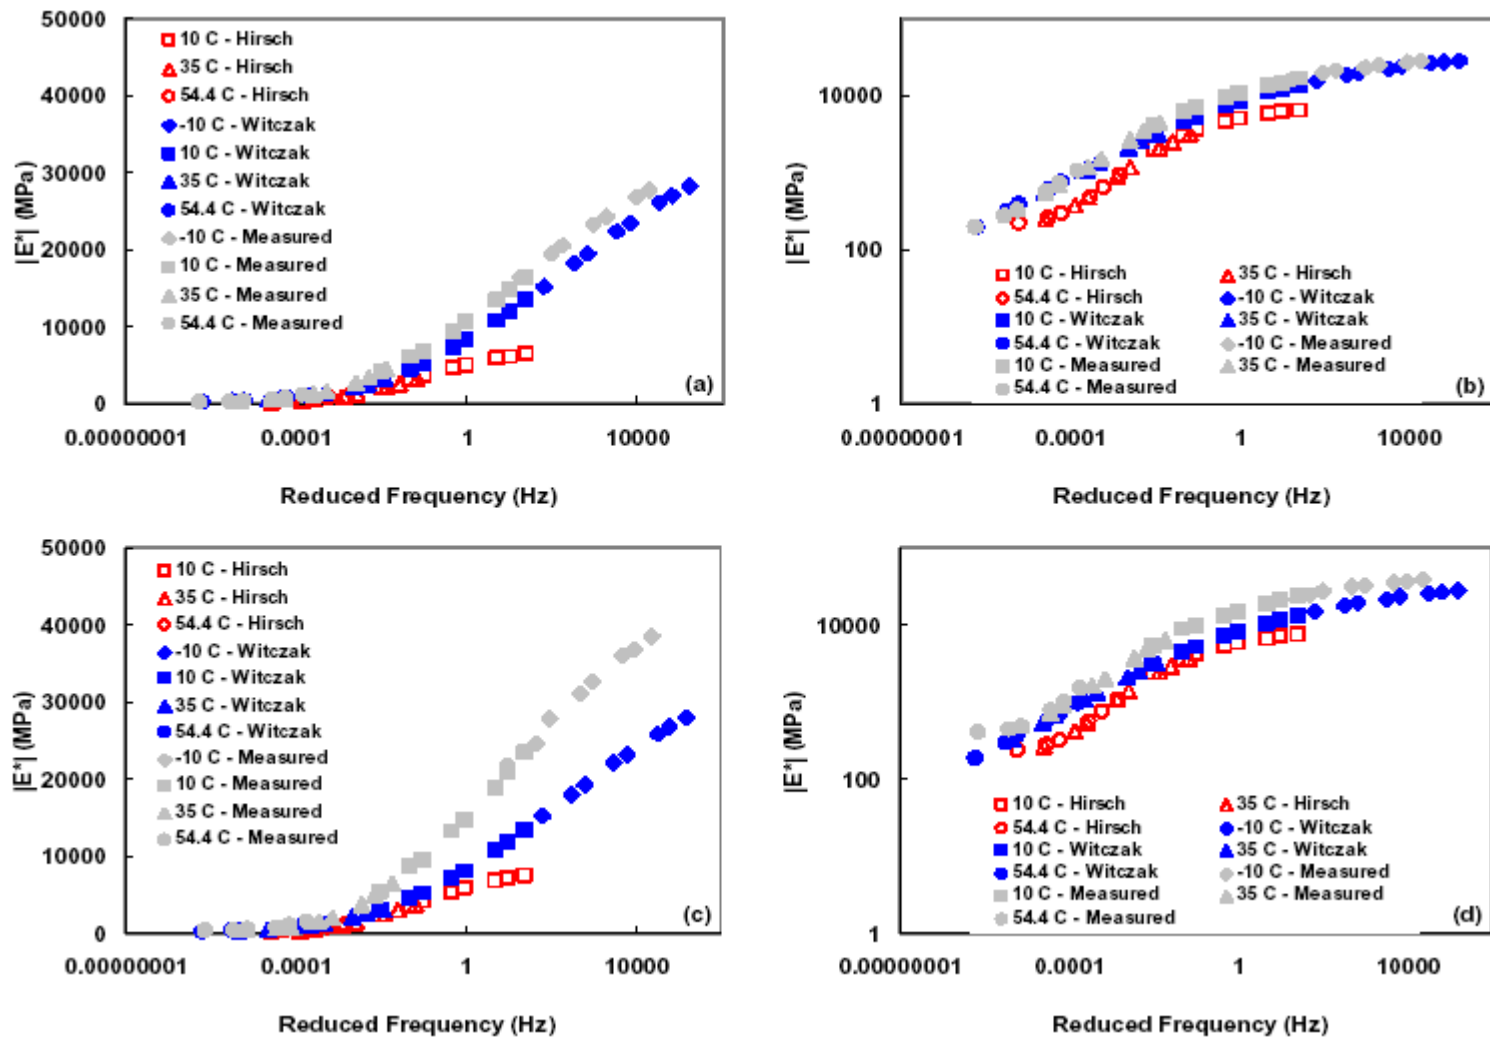 50000
40000
30000
20000
10000
0
|E*| (MPa)
10 C - Hirsch
35 C - Hirsch
54.4 C - Hirsch
-10 C - Witczak
10 C - Witczak
35 C - Witczak
54.4 C - Witczak
-10 C - Measured
10 C - Measured
35 C - Measured
54.4 C - Measured
(a)
0.00000001 0.0001 1 10000
Reduced Frequency (Hz)
10000
100
1
|E*| (MPa)
10 C - Hirsch 35 C - Hirsch
54.4 C - Hirsch -10 C - Witczak
10 C - Witczak 35 C - Witczak
54.4 C - Witczak -10 C - Measured
10 C - Measured 35 C - Measured
54.4 C - Measured
(b)
0.00000001 0.0001 1 10000
Reduced Frequency (Hz)
50000
40000
30000
20000
10000
0
|E*| (MPa)
10 C - Hirsch
35 C - Hirsch
54.4 C - Hirsch
-10 C - Witczak
10 C - Witczak
35 C - Witczak
54.4 C - Witczak
-10 C - Measured
10 C - Measured
35 C - Measured
54.4 C - Measured
(c)
0.00000001 0.0001 1 10000
Reduced Frequency (Hz)
10000
100
1
|E*| (MPa)
10 C - Hirsch 35 C - Hirsch
54.4 C - Hirsch -10 C - Witczak
10 C - Witczak 35 C - Witczak
54.4 C - Witczak -10 C - Measured
10 C - Measured 35 C - Measured
54.4 C - Measured
(d)
0.00000001 0.0001 1 10000
Reduced Frequency (Hz)